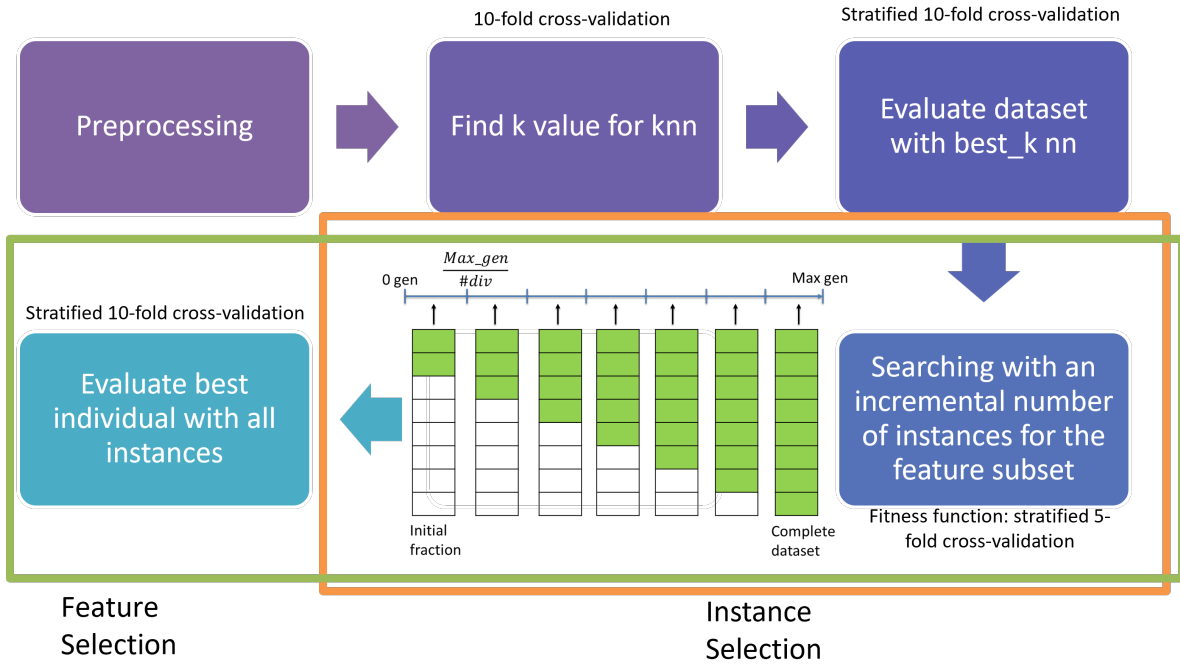 10-fold cross-validation
Stratified 10-fold cross-validation
Preprocessing
Find k value for knn
Evaluate dataset
with best_k nn
0 gen
Max_gen
#div
Max gen
Stratified 10-fold cross-validation
Evaluate best
individual with all
instances
Searching with an
incremental number
of instances for the
feature subset
Initial
fraction
Complete
dataset
Fitness function: stratified 5-
fold cross-validation
Feature
Selection
Instance
Selection